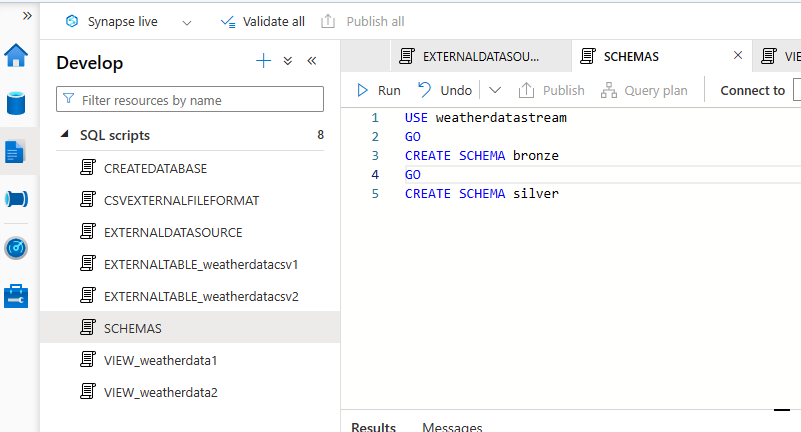 Synapse live
Validate all
Publish all
Develop
Filter resources by name
SQL scripts 8
CREATEDATABASE
CSVEXTERNALFILEFORMAT
EXTERNALDATASOURCE
EXTERNALTABLE_weatherdatacsv1
EXTERNALTABLE_weatherdatacsv2
SCHEMAS
VIEW_weatherdata1
VIEW_weatherdata2
EXTERNALDATASOU...
SCHEMAS
VIE
Run
Undo
Publish
Query plan
Connect to
1 USE weatherdatastream
2 GO
3 CREATE SCHEMA bronze
4 GO
5 CREATE SCHEMA silver
Results Messages